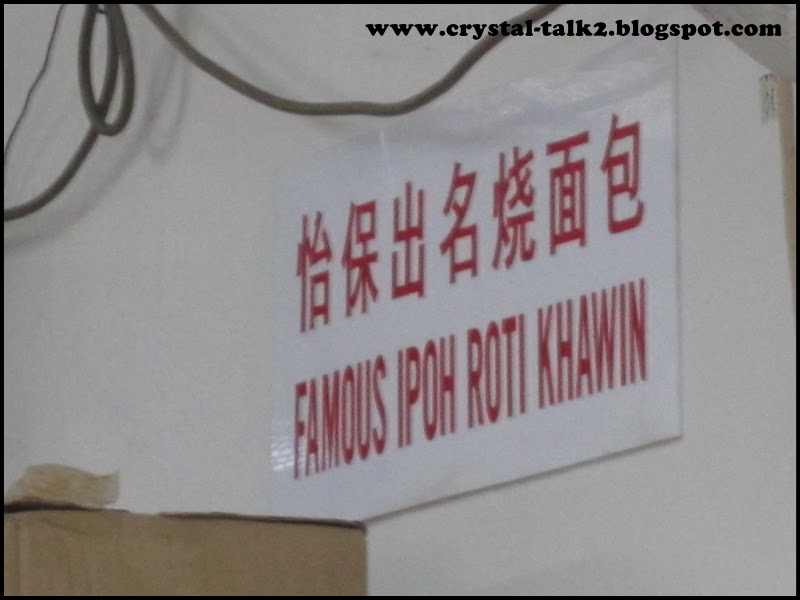 www.crystal-talk2.blogspot.com
怡保出名烧面包
FAMOUS IPOH ROTI KHAWIN